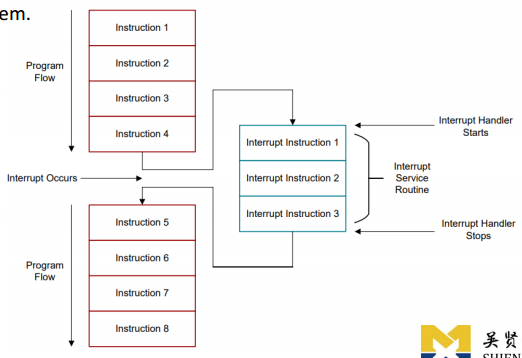 em.
Instruction 1
Instruction 2
Instruction 3
Instruction 4
Program
Flow
Interrupt Occurs
Instruction 5
Instruction 6
Instruction 7
Instruction 8
Program
Flow
Interrupt Instruction 1
Interrupt Instruction 2
Interrupt Instruction 3
Interrupt Handler
Starts
Interrupt
Service
Routine
Interrupt Handler
Stops
吴贤
SHIEN